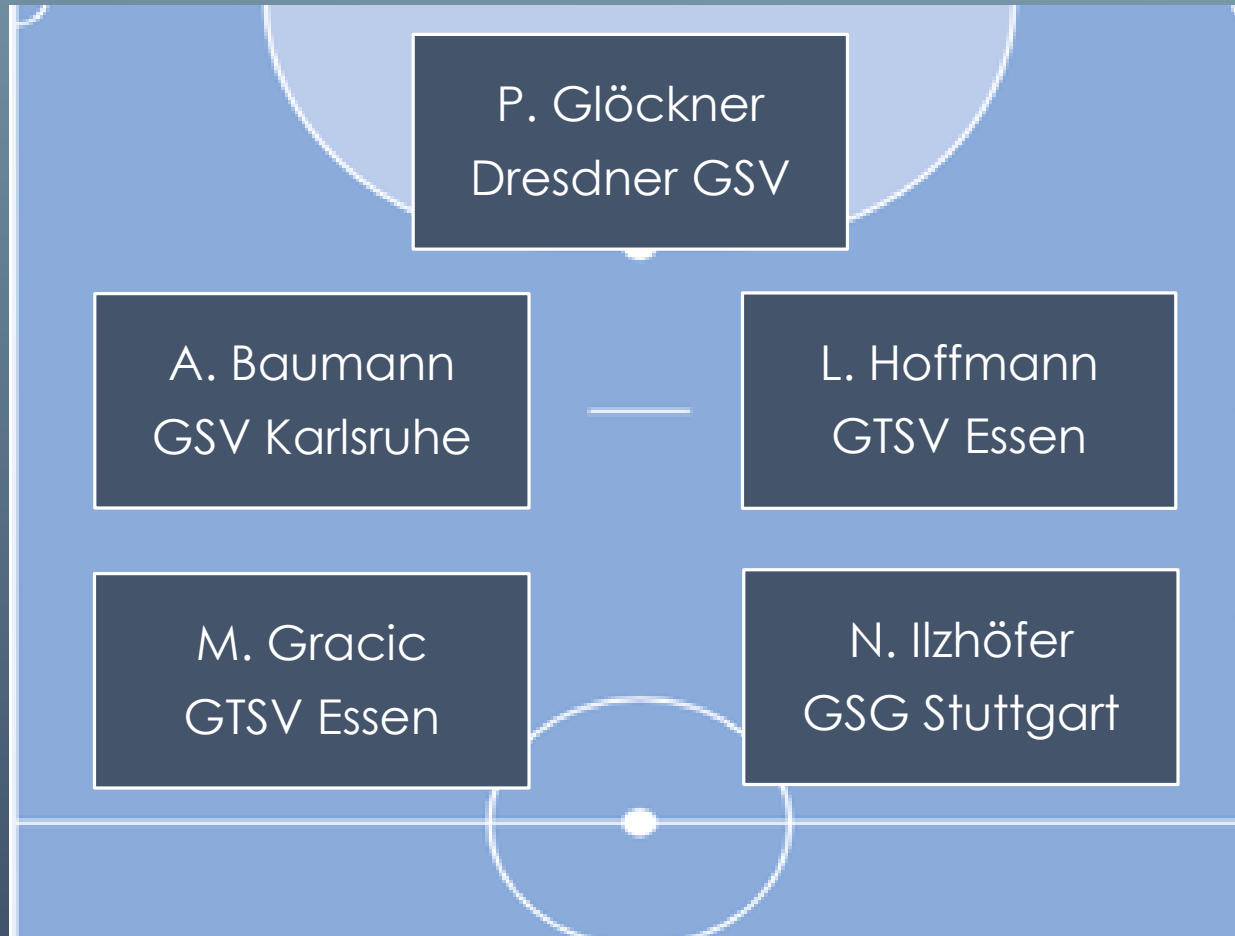 P. Glöckner
Dresdner GSV
A. Baumann
GSV Karlsruhe
L. Hoffmann
GTSV Essen
M. Gracic
GTSV Essen
N. Ilzhöfer
GSG Stuttgart